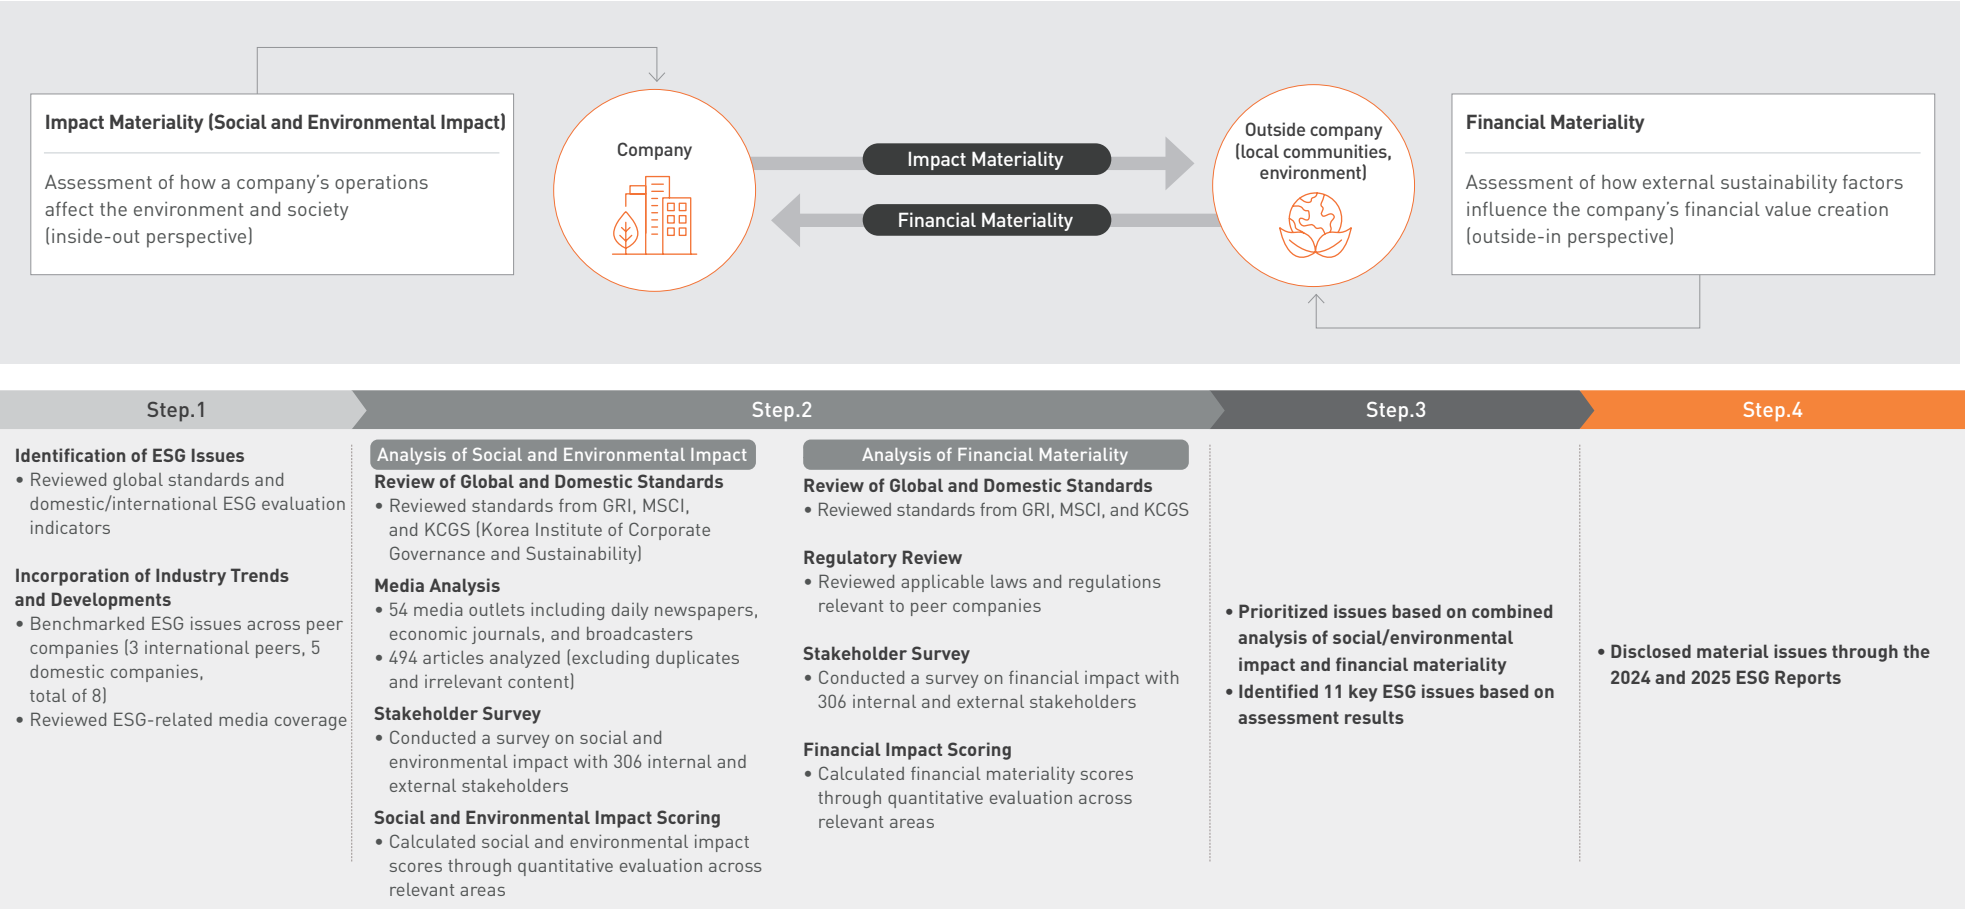 Impact Materiality (Social and Environmental Impact)
Assessment of how a company's operations
affect the environment and society
(inside-out perspective)
Company
Impact Materiality
Financial Materiality
Outside company
(local communities,
environment)
Financial Materiality
Assessment of how external sustainability factors
influence the company's financial value creation
(outside-in perspective)
Step.1
Identification of ESG Issues
• Reviewed global standards and
domestic/international ESG evaluation
indicators
Incorporation of Industry Trends
and Developments
• Benchmarked ESG issues across peer
companies (3 international peers, 5
domestic companies,
total of 8)
• Reviewed ESG-related media coverage
Step.2
Analysis of Social and Environmental Impact
Review of Global and Domestic Standards
• Reviewed standards from GRI, MSCI,
and KCGS (Korea Institute of Corporate
Governance and Sustainability)
Media Analysis
• 54 media outlets including daily newspapers,
economic journals, and broadcasters
• 494 articles analyzed (excluding duplicates
and irrelevant content)
Stakeholder Survey
• Conducted a survey on social and
environmental impact with 306 internal and
external stakeholders
Social and Environmental Impact Scoring
• Calculated social and environmental impact
scores through quantitative evaluation across
relevant areas
Analysis of Financial Materiality
Review of Global and Domestic Standards
• Reviewed standards from GRI, MSCI, and KCGS
Regulatory Review
• Reviewed applicable laws and regulations
relevant to peer companies
Stakeholder Survey
• Conducted a survey on financial impact with
306 internal and external stakeholders
Financial Impact Scoring
• Calculated financial materiality scores
through quantitative evaluation across
relevant areas
Step.3
• Prioritized issues based on combined
analysis of social/environmental
impact and financial materiality
• Identified 11 key ESG issues based on
assessment results
Step.4
• Disclosed material issues through the
2024 and 2025 ESG Reports